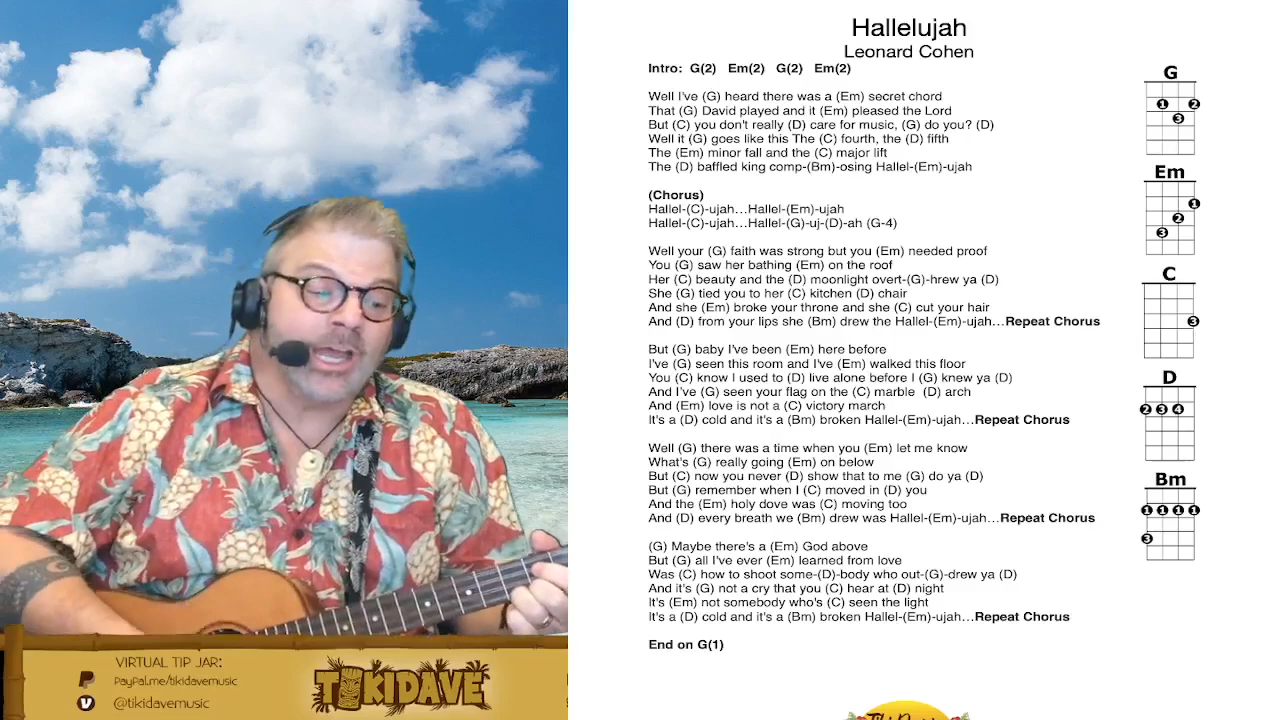 Hallelujah
Leonard Cohen
Intro: G(2) Em(2) G(2) Em(2)
Well I've (G) heard there was a (Em) secret chord
That (G) David played and it (Em) pleased the Lord
But (C) you don't really (D) care for music, (G) do you? (D)
Well it (G) goes like this The (C) fourth, the (D) fifth
The (Em) minor fall and the (C) major lift
The (D) baffled king comp-(Bm)-osing Hallel-(Em)-ujah
(Chorus)
Hallel-(C)-ujah...Hallel-(Em)-ujah
Hallel-(C)-ujah...Hallel-(G)-uj-(D)-ah (G-4)
Well your (G) faith was strong but you (Em) needed proof
You (G) saw her bathing (Em) on the roof
Her (C) beauty and the (D) moonlight overt-(G)-hrew ya (D)
She (G) tied you to her (C) kitchen (D) chair
And she (Em) broke your throne and she (C) cut your hair
And (D) from your lips she (Bm) drew the Hallel-(Em)-ujah...Repeat Chorus
But (G) baby I've been (Em) here before
I've (G) seen this room and I've (Em) walked this floor
You (C) know I used to (D) live alone before I (G) knew ya (D)
And I've (G) seen your flag on the (C) marble (D) arch
And (Em) love is not a (C) victory march
It's a (D) cold and it's a (Bm) broken Hallel-(Em)-ujah...Repeat Chorus
Well (G) there was a time when you (Em) let me know
What's (G) really going (Em) on below
But (C) now you never (D) show that to me (G) do ya (D)
But (G) remember when I (C) moved in (D) you
And the (Em) holy dove was (C) moving too
And (D) every breath we (Bm) drew was Hallel-(Em)-ujah...Repeat Chorus
(G) Maybe there's a (Em) God above
But (G) all I've ever (Em) learned from love
Was (C) how to shoot some-(D)-body who out-(G)-drew ya (D)
And it's (G) not a cry that you (C) hear at (D) night
It's (Em) not somebody who's (C) seen the light
It's a (D) cold and it's a (Bm) broken Hallel-(Em)-ujah...Repeat Chorus
End on G(1)
G
1 2
3
Em
1
2
3
C
3
D
2 3 4
Bm
1 1 1 1
3
VIRTUAL TIP JAR:
PayPal.me/tikidavemusic
@tikidavemusic
TIKIDAVE